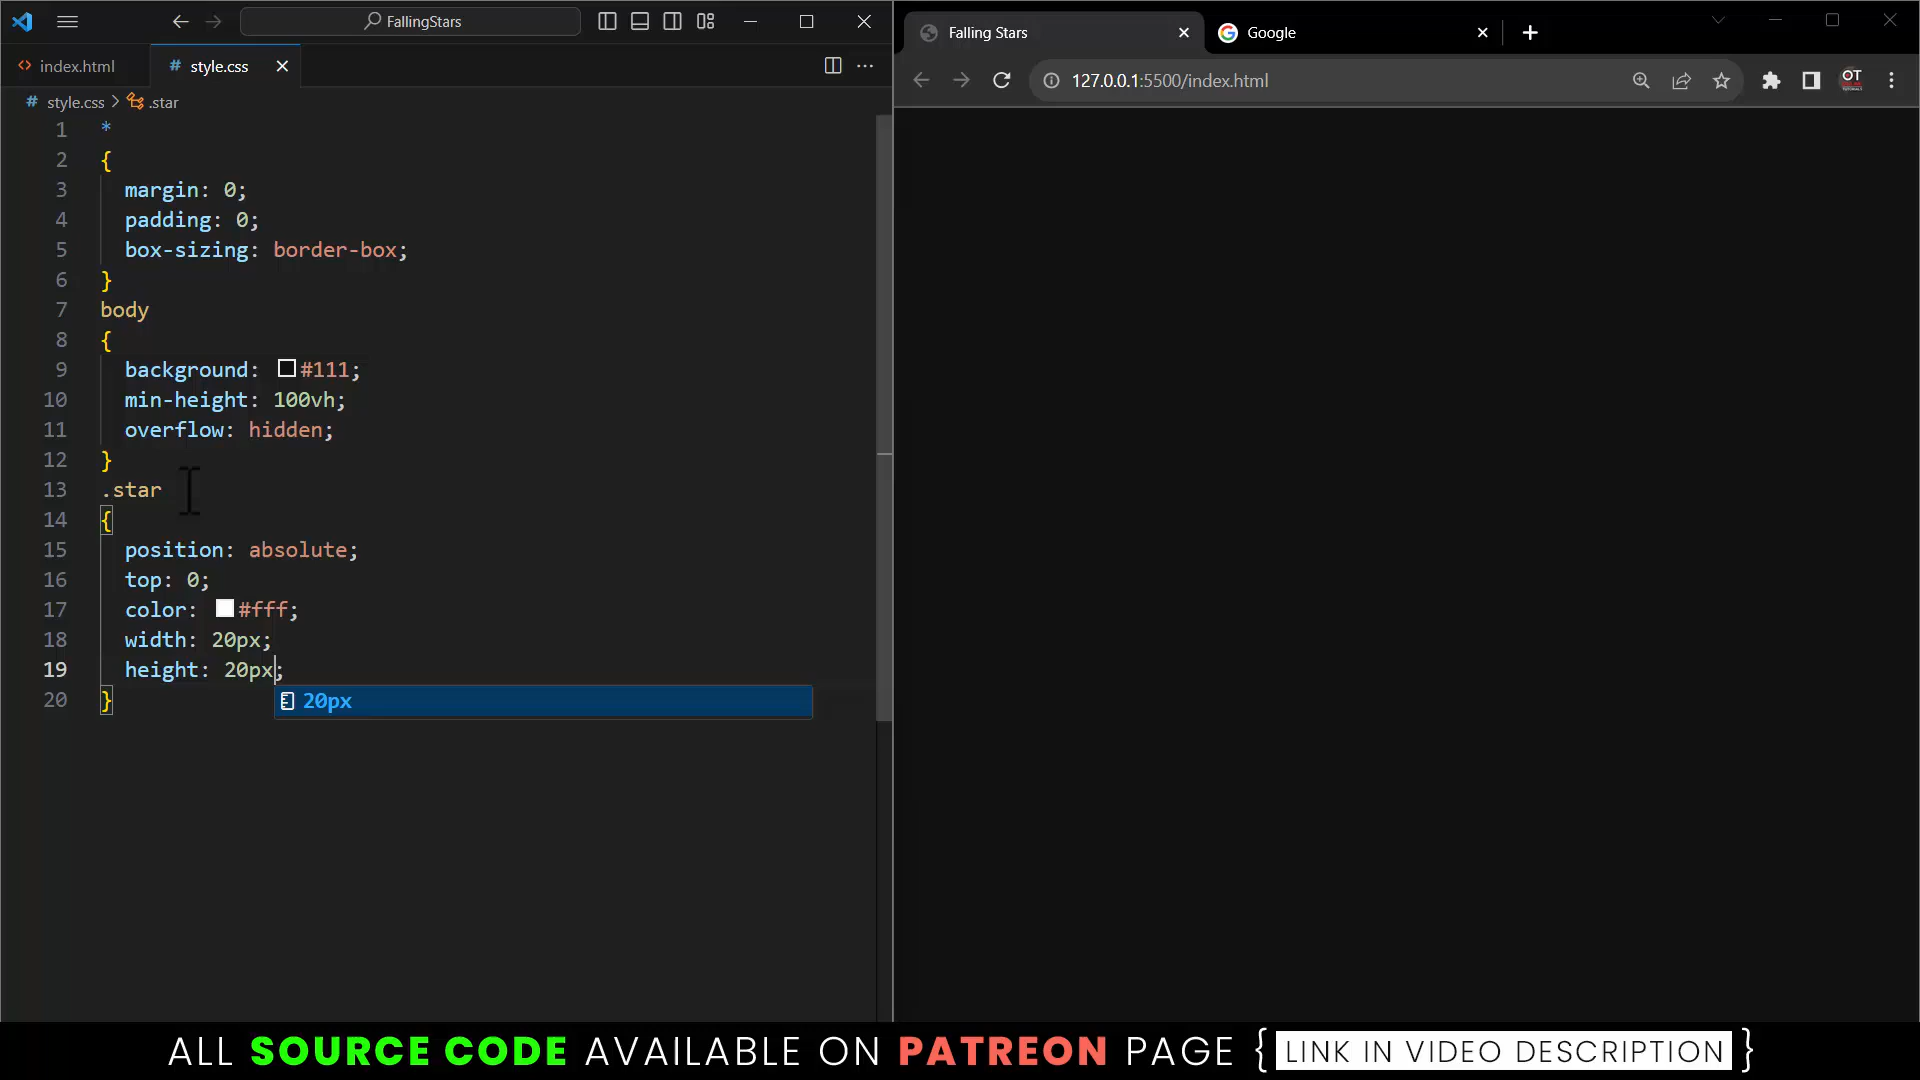 FallingStars
index.html
# style.css
# style.css > .star
1 *
2 {
3 margin: 0;
4 padding: 0;
5 box-sizing: border-box;
6 }
7 body
8 {
9 background: #111;
10 min-height: 100vh;
11 overflow: hidden;
12 }
13 .star
14 {
15 position: absolute;
16 top: 0;
17 color: #fff;
18 width: 20px;
19 height: 20px;
20 }
20px
Falling Stars
Google
127.0.0.1:5500/index.html
OT
ALL SOURCE CODE AVAILABLE ON PATREON PAGE { LINK IN VIDEO DESCRIPTION }